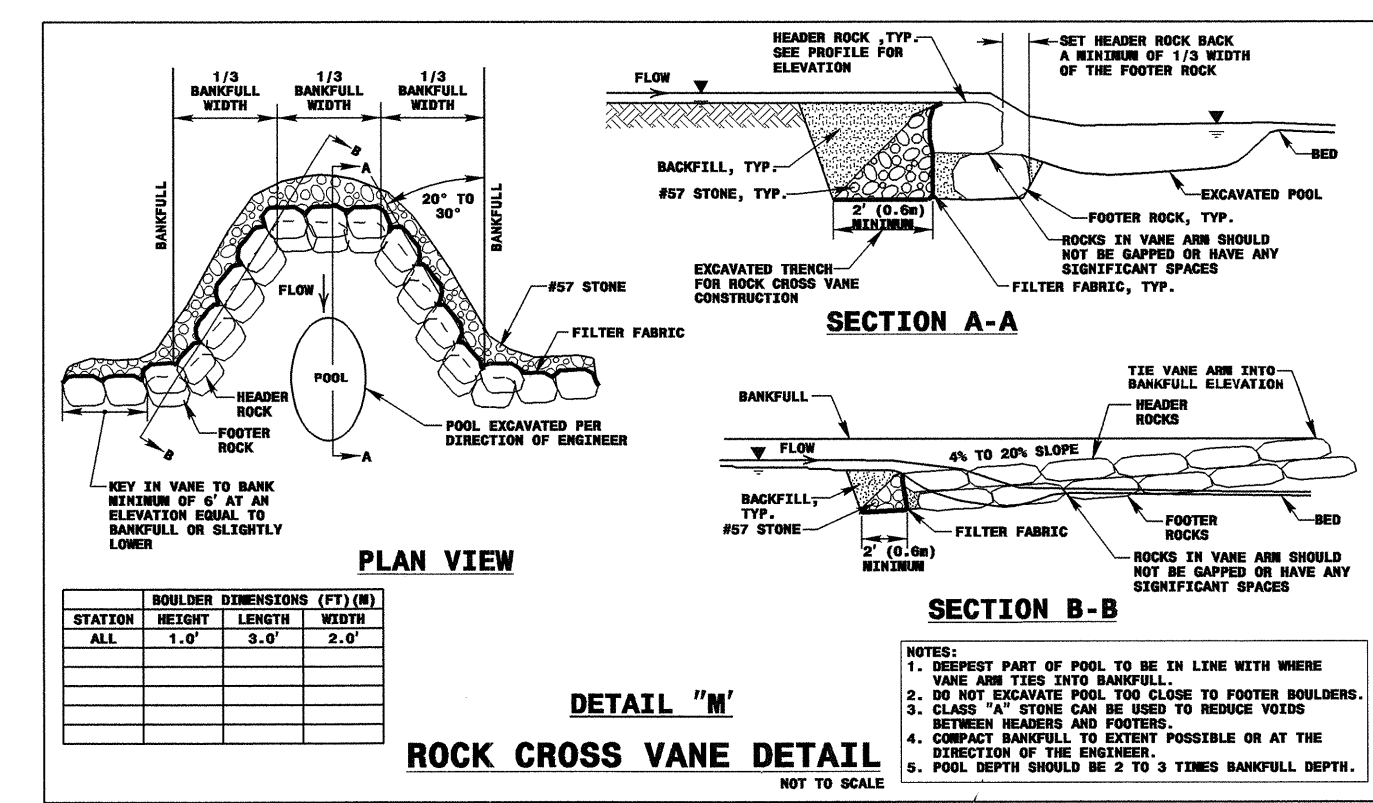 1/3
BANKFULL
WIDTH
1/3
BANKFULL
WIDTH
1/3
BANKFULL
WIDTH
B
A
20° TO
30°
BANKFULL
BANKFULL
FLOW
#57 STONE
FILTER FABRIC
POOL
HEADER
ROCK
FOOTER
ROCK
POOL EXCAVATED PER
DIRECTION OF ENGINEER
B
A
KEY IN VANE TO BANK
MINIMUM OF 6' AT AN
ELEVATION EQUAL TO
BANKFULL OR SLIGHTLY
LOWER
PLAN VIEW
HEADER ROCK ,TYP.
SEE PROFILE FOR
ELEVATION
SET HEADER ROCK BACK
A MINIMUM OF 1/3 WIDTH
OF THE FOOTER ROCK
FLOW
BACKFILL, TYP.
#57 STONE, TYP.
2' (0.6m)
MINIMUM
BED
EXCAVATED POOL
FOOTER ROCK, TYP.
ROCKS IN VANE ARM SHOULD
NOT BE GAPPED OR HAVE ANY
SIGNIFICANT SPACES
EXCAVATED TRENCH
FOR ROCK CROSS VANE
CONSTRUCTION
FILTER FABRIC, TYP.
SECTION A-A
TIE VANE ARM INTO
BANKFULL ELEVATION
BANKFULL
HEADER
ROCKS
FLOW
4% TO 20% SLOPE
BACKFILL,
TYP.
#57 STONE
2' (0.6m)
MINIMUM
FILTER FABRIC
FOOTER
ROCKS
BED
ROCKS IN VANE ARM SHOULD
NOT BE GAPPED OR HAVE ANY
SIGNIFICANT SPACES
SECTION B-B
BOULDER DIMENSIONS (FT)(M)
STATION HEIGHT LENGTH WIDTH
ALL 1.0' 3.0' 2.0'
DETAIL "M'
ROCK CROSS VANE DETAIL
NOT TO SCALE
NOTES:
1. DEEPEST PART OF POOL TO BE IN LINE WITH WHERE
VANE ARM TIES INTO BANKFULL.
2. DO NOT EXCAVATE POOL TOO CLOSE TO FOOTER BOULDERS.
3. CLASS "A" STONE CAN BE USED TO REDUCE VOIDS
BETWEEN HEADERS AND FOOTERS.
4. COMPACT BANKFULL TO EXTENT POSSIBLE OR AT THE
DIRECTION OF THE ENGINEER.
5. POOL DEPTH SHOULD BE 2 TO 3 TIMES BANKFULL DEPTH.